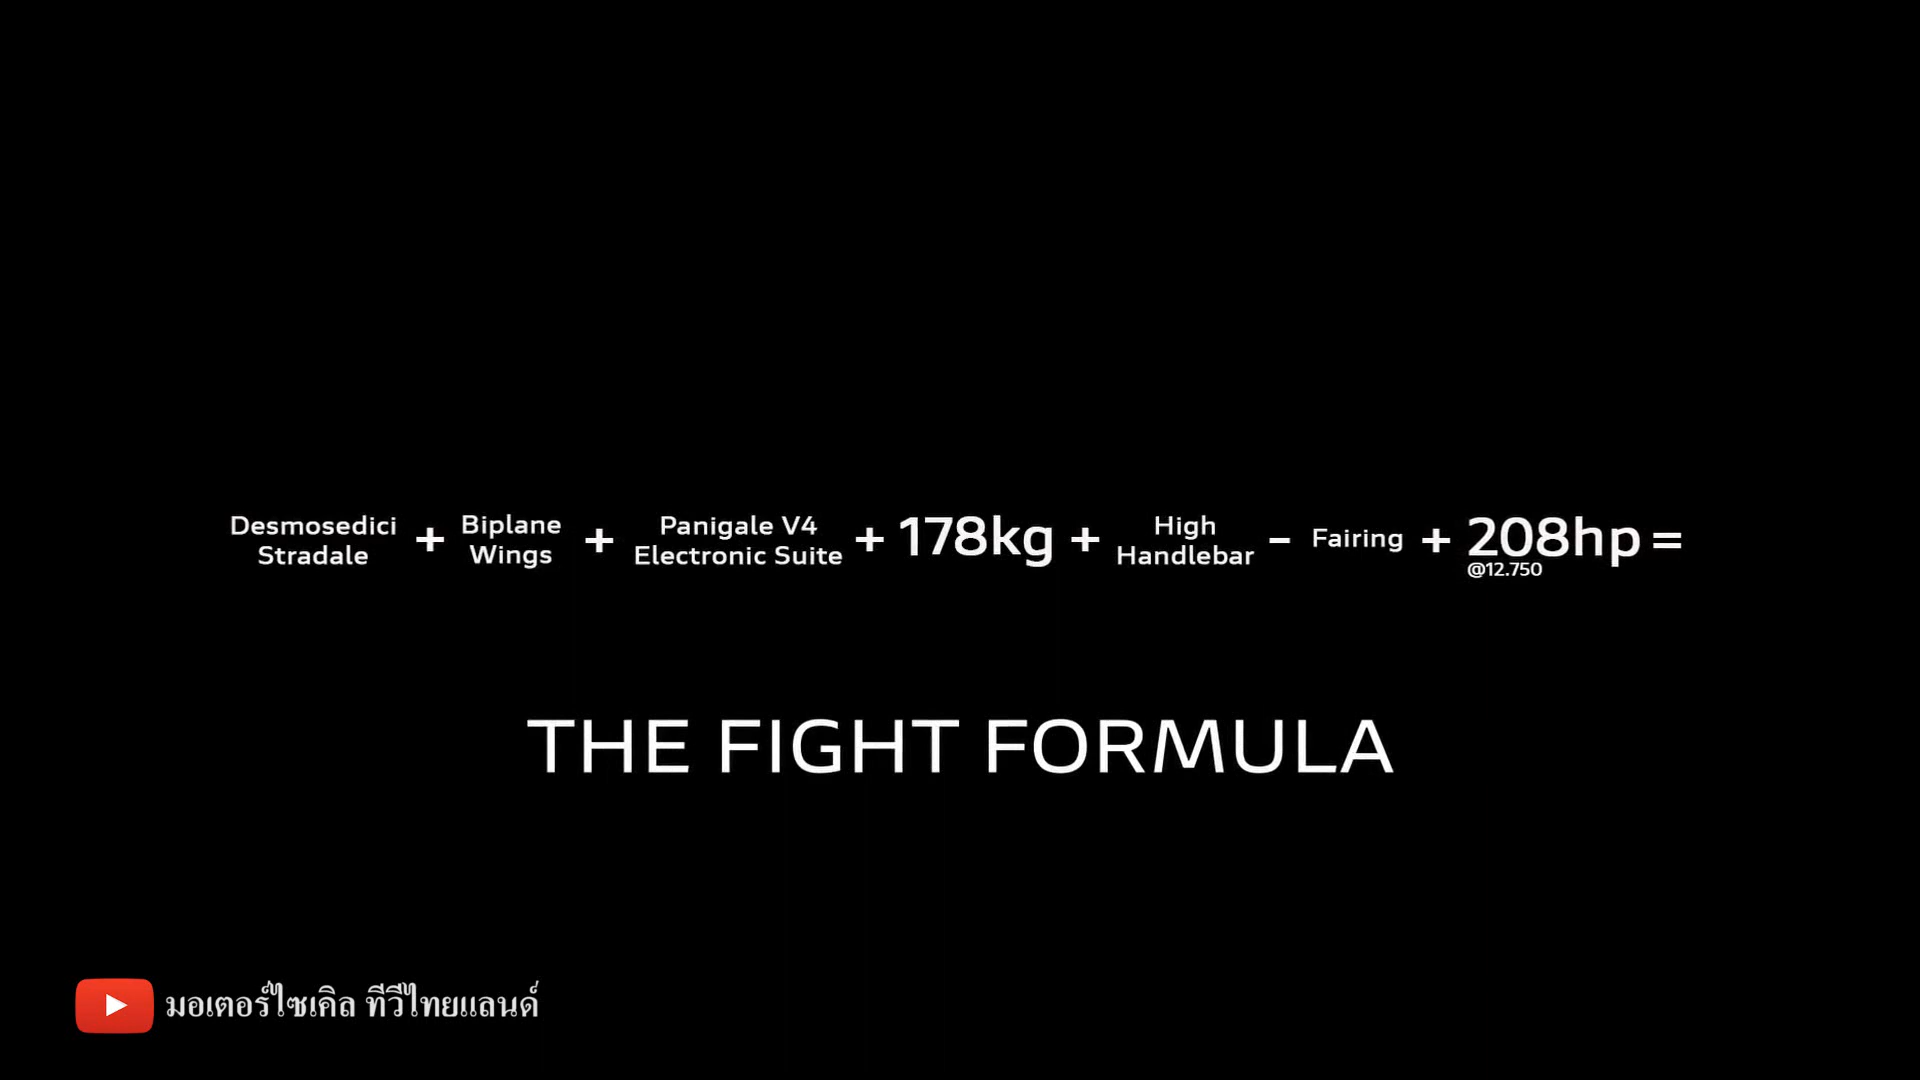 Desmosedici Stradale + Biplane Wings + Panigale V4 Electronic Suite + 178kg + High Handlebar - Fairing + 208hp @12.750 =
THE FIGHT FORMULA
มอเตอร์ไซเคิล ทีวีไทยแลนด์